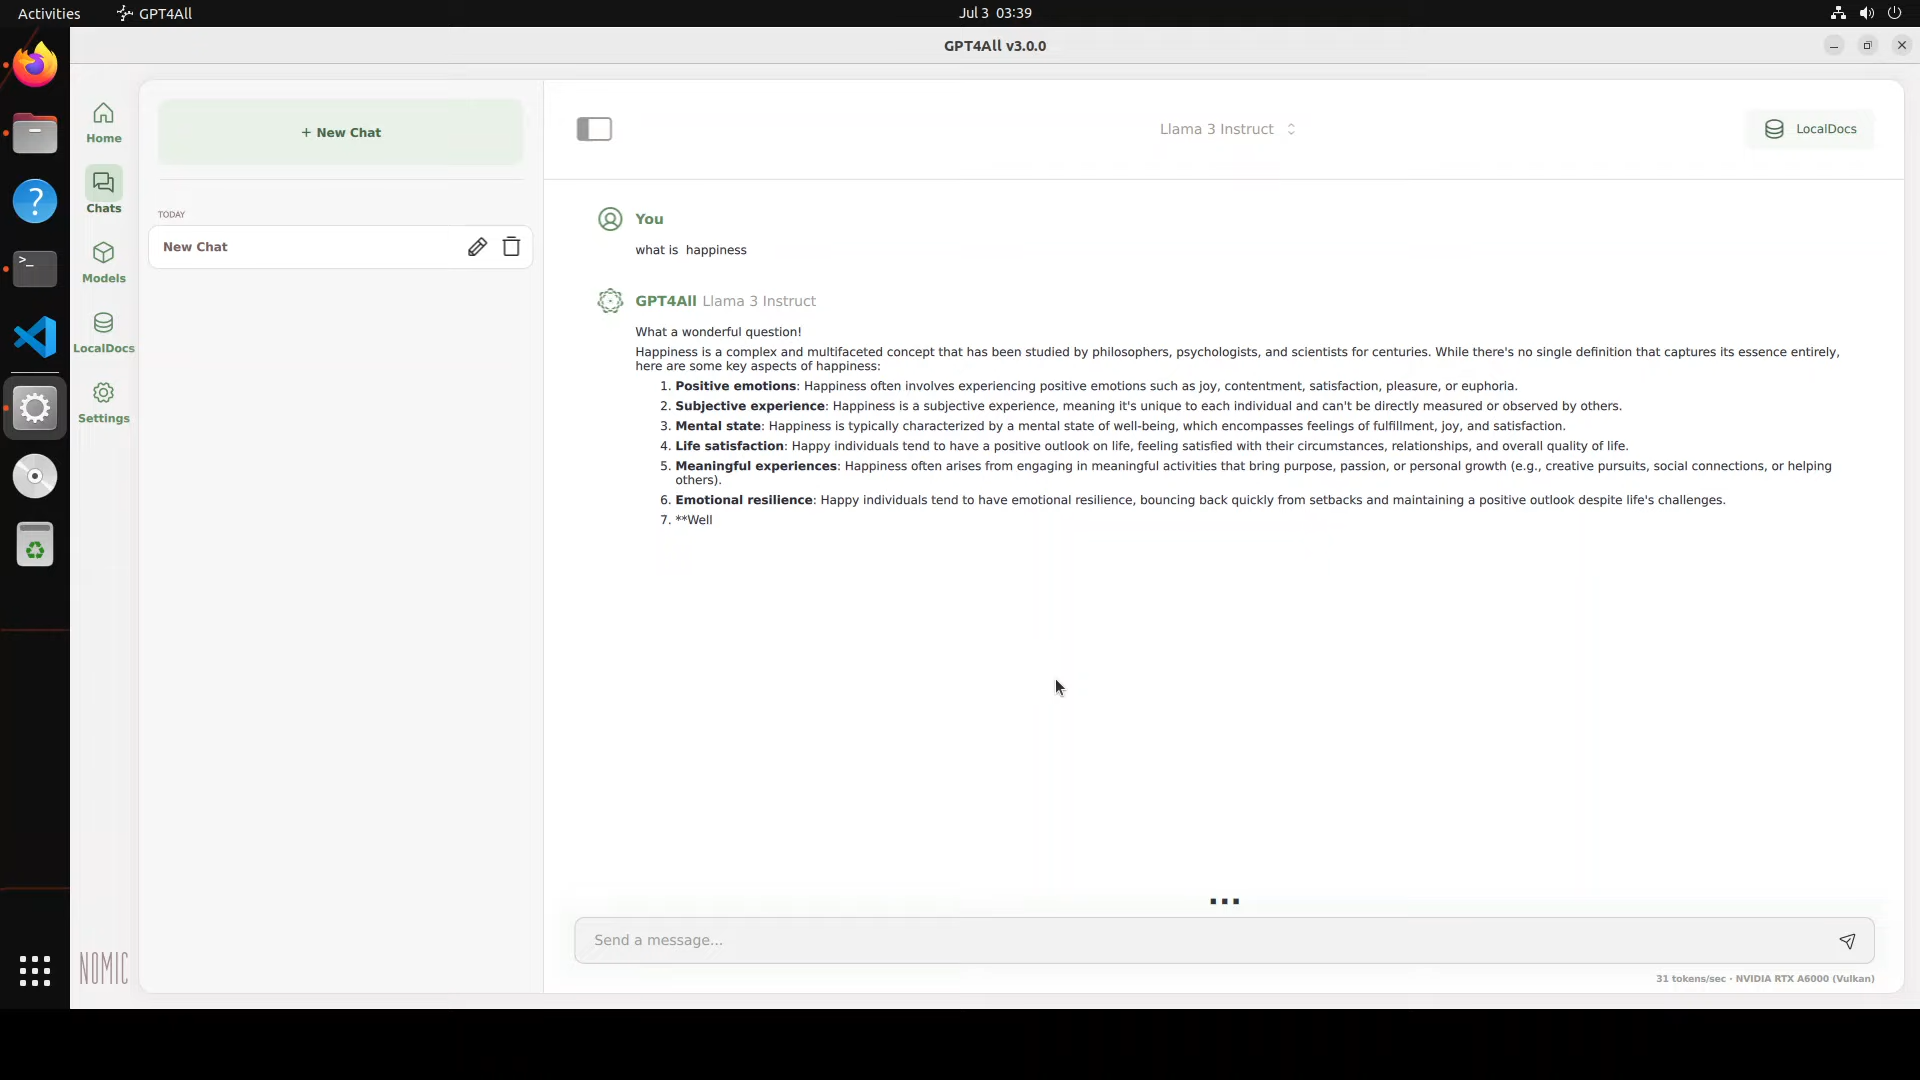 Activities
GPT4All
Jul 3 03:39
GPT4All v3.0.0
Home
Chats
Models
LocalDocs
Settings
NOMIC
+ New Chat
TODAY
New Chat
Llama 3 Instruct
LocalDocs
You
what is  happiness
GPT4All Llama 3 Instruct
What a wonderful question!
Happiness is a complex and multifaceted concept that has been studied by philosophers, psychologists, and scientists for centuries. While there's no single definition that captures its essence entirely,
here are some key aspects of happiness:
1. Positive emotions: Happiness often involves experiencing positive emotions such as joy, contentment, satisfaction, pleasure, or euphoria.
2. Subjective experience: Happiness is a subjective experience, meaning it's unique to each individual and can't be directly measured or observed by others.
3. Mental state: Happiness is typically characterized by a mental state of well-being, which encompasses feelings of fulfillment, joy, and satisfaction.
4. Life satisfaction: Happy individuals tend to have a positive outlook on life, feeling satisfied with their circumstances, relationships, and overall quality of life.
5. Meaningful experiences: Happiness often arises from engaging in meaningful activities that bring purpose, passion, or personal growth (e.g., creative pursuits, social connections, or helping
others).
6. Emotional resilience: Happy individuals tend to have emotional resilience, bouncing back quickly from setbacks and maintaining a positive outlook despite life's challenges.
7. **Well
Send a message...
31 tokens/sec · NVIDIA RTX A6000 (Vulkan)